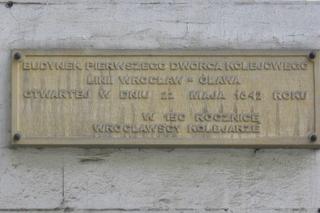 BUDYNEK PIERWSZEGO DWORCA KOLEJOWEGO
LINII WROCŁAW - OŁAWA
OTWARTEJ W DNIU 22 MAJA 1842 ROKU
W 150 ROCZNICĘ
WROCŁAWSCY KOLEJARZE